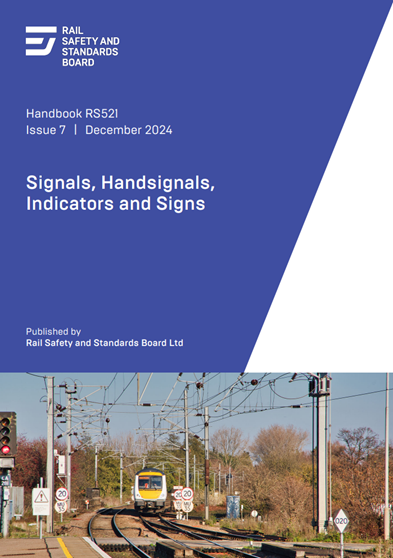 RAIL
SAFETY AND
STANDARDS
BOARD
Handbook RS521
Issue 7 | December 2024
Signals, Handsignals,
Indicators and Signs
Published by
Rail Safety and Standards Board Ltd
20
20
20